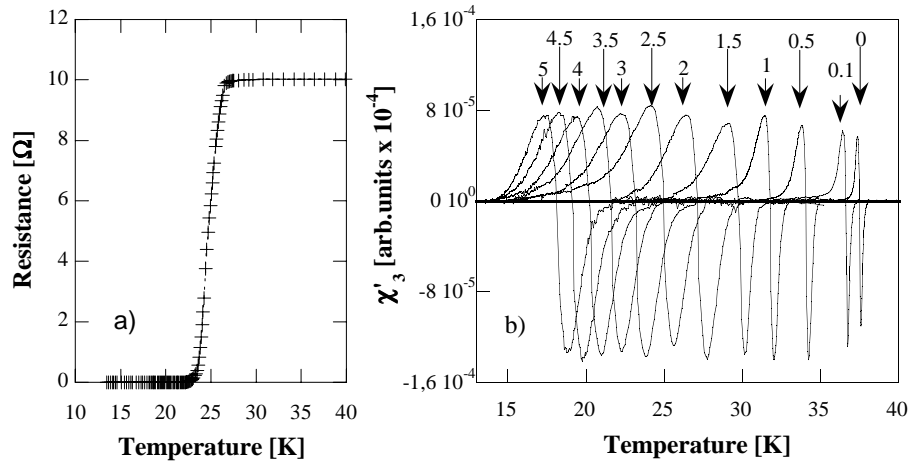 12
10
8
6
4
2
0
Resistance [Ω]
a)
10 15 20 25 30 35 40
Temperature [K]
1,6 10⁻⁴
8 10⁻⁵
0 10⁰
-8 10⁻⁵
-1,6 10⁻⁴
χ'₃ [arb.units x 10⁻⁴]
4.5 3.5 2.5 1.5 0.5 0
5 4 3 2 1 0.1
b)
15 20 25 30 35 40
Temperature [K]